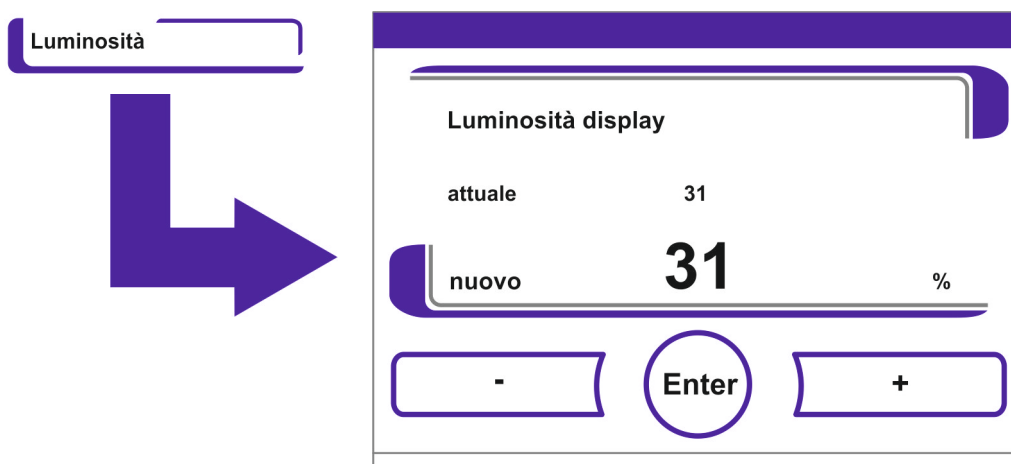 Luminosità
Luminosità display
attuale 31
nuovo 31 %
- Enter +